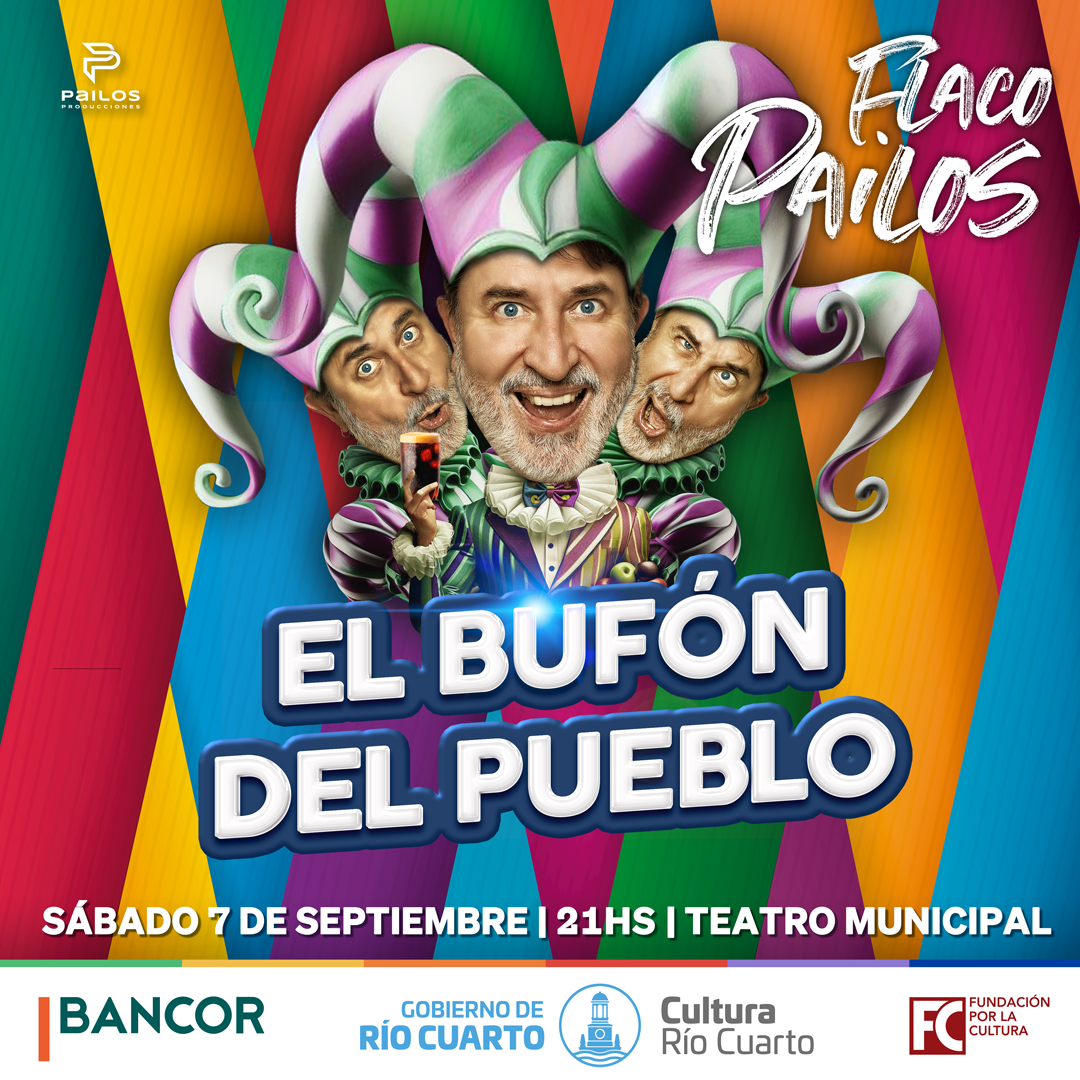 PAILOS
PRODUCCIONES
FLACO
PAILOS
EL BUFÓN
DEL PUEBLO
SÁBADO 7 DE SEPTIEMBRE | 21HS | TEATRO MUNICIPAL
BANCOR
GOBIERNO DE
RÍO CUARTO
Cultura
Río Cuarto
FC
FUNDACIÓN
POR LA
CULTURA